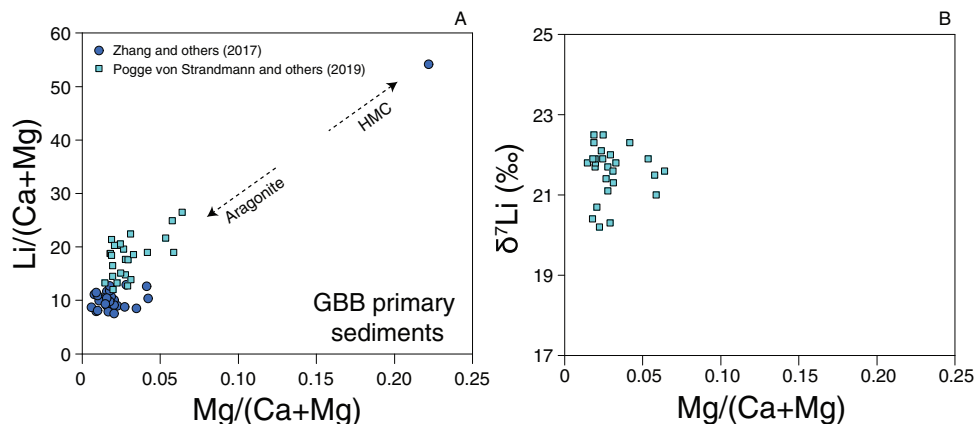 A
Zhang and others (2017)
Pogge von Strandmann and others (2019)
HMC
Aragonite
GBB primary
sediments
Li/(Ca+Mg)
60
50
40
30
20
10
0
0 0.05 0.10 0.15 0.20 0.25
Mg/(Ca+Mg)
B
δ⁷Li (‰)
25
23
21
19
17
0 0.05 0.10 0.15 0.20 0.25
Mg/(Ca+Mg)